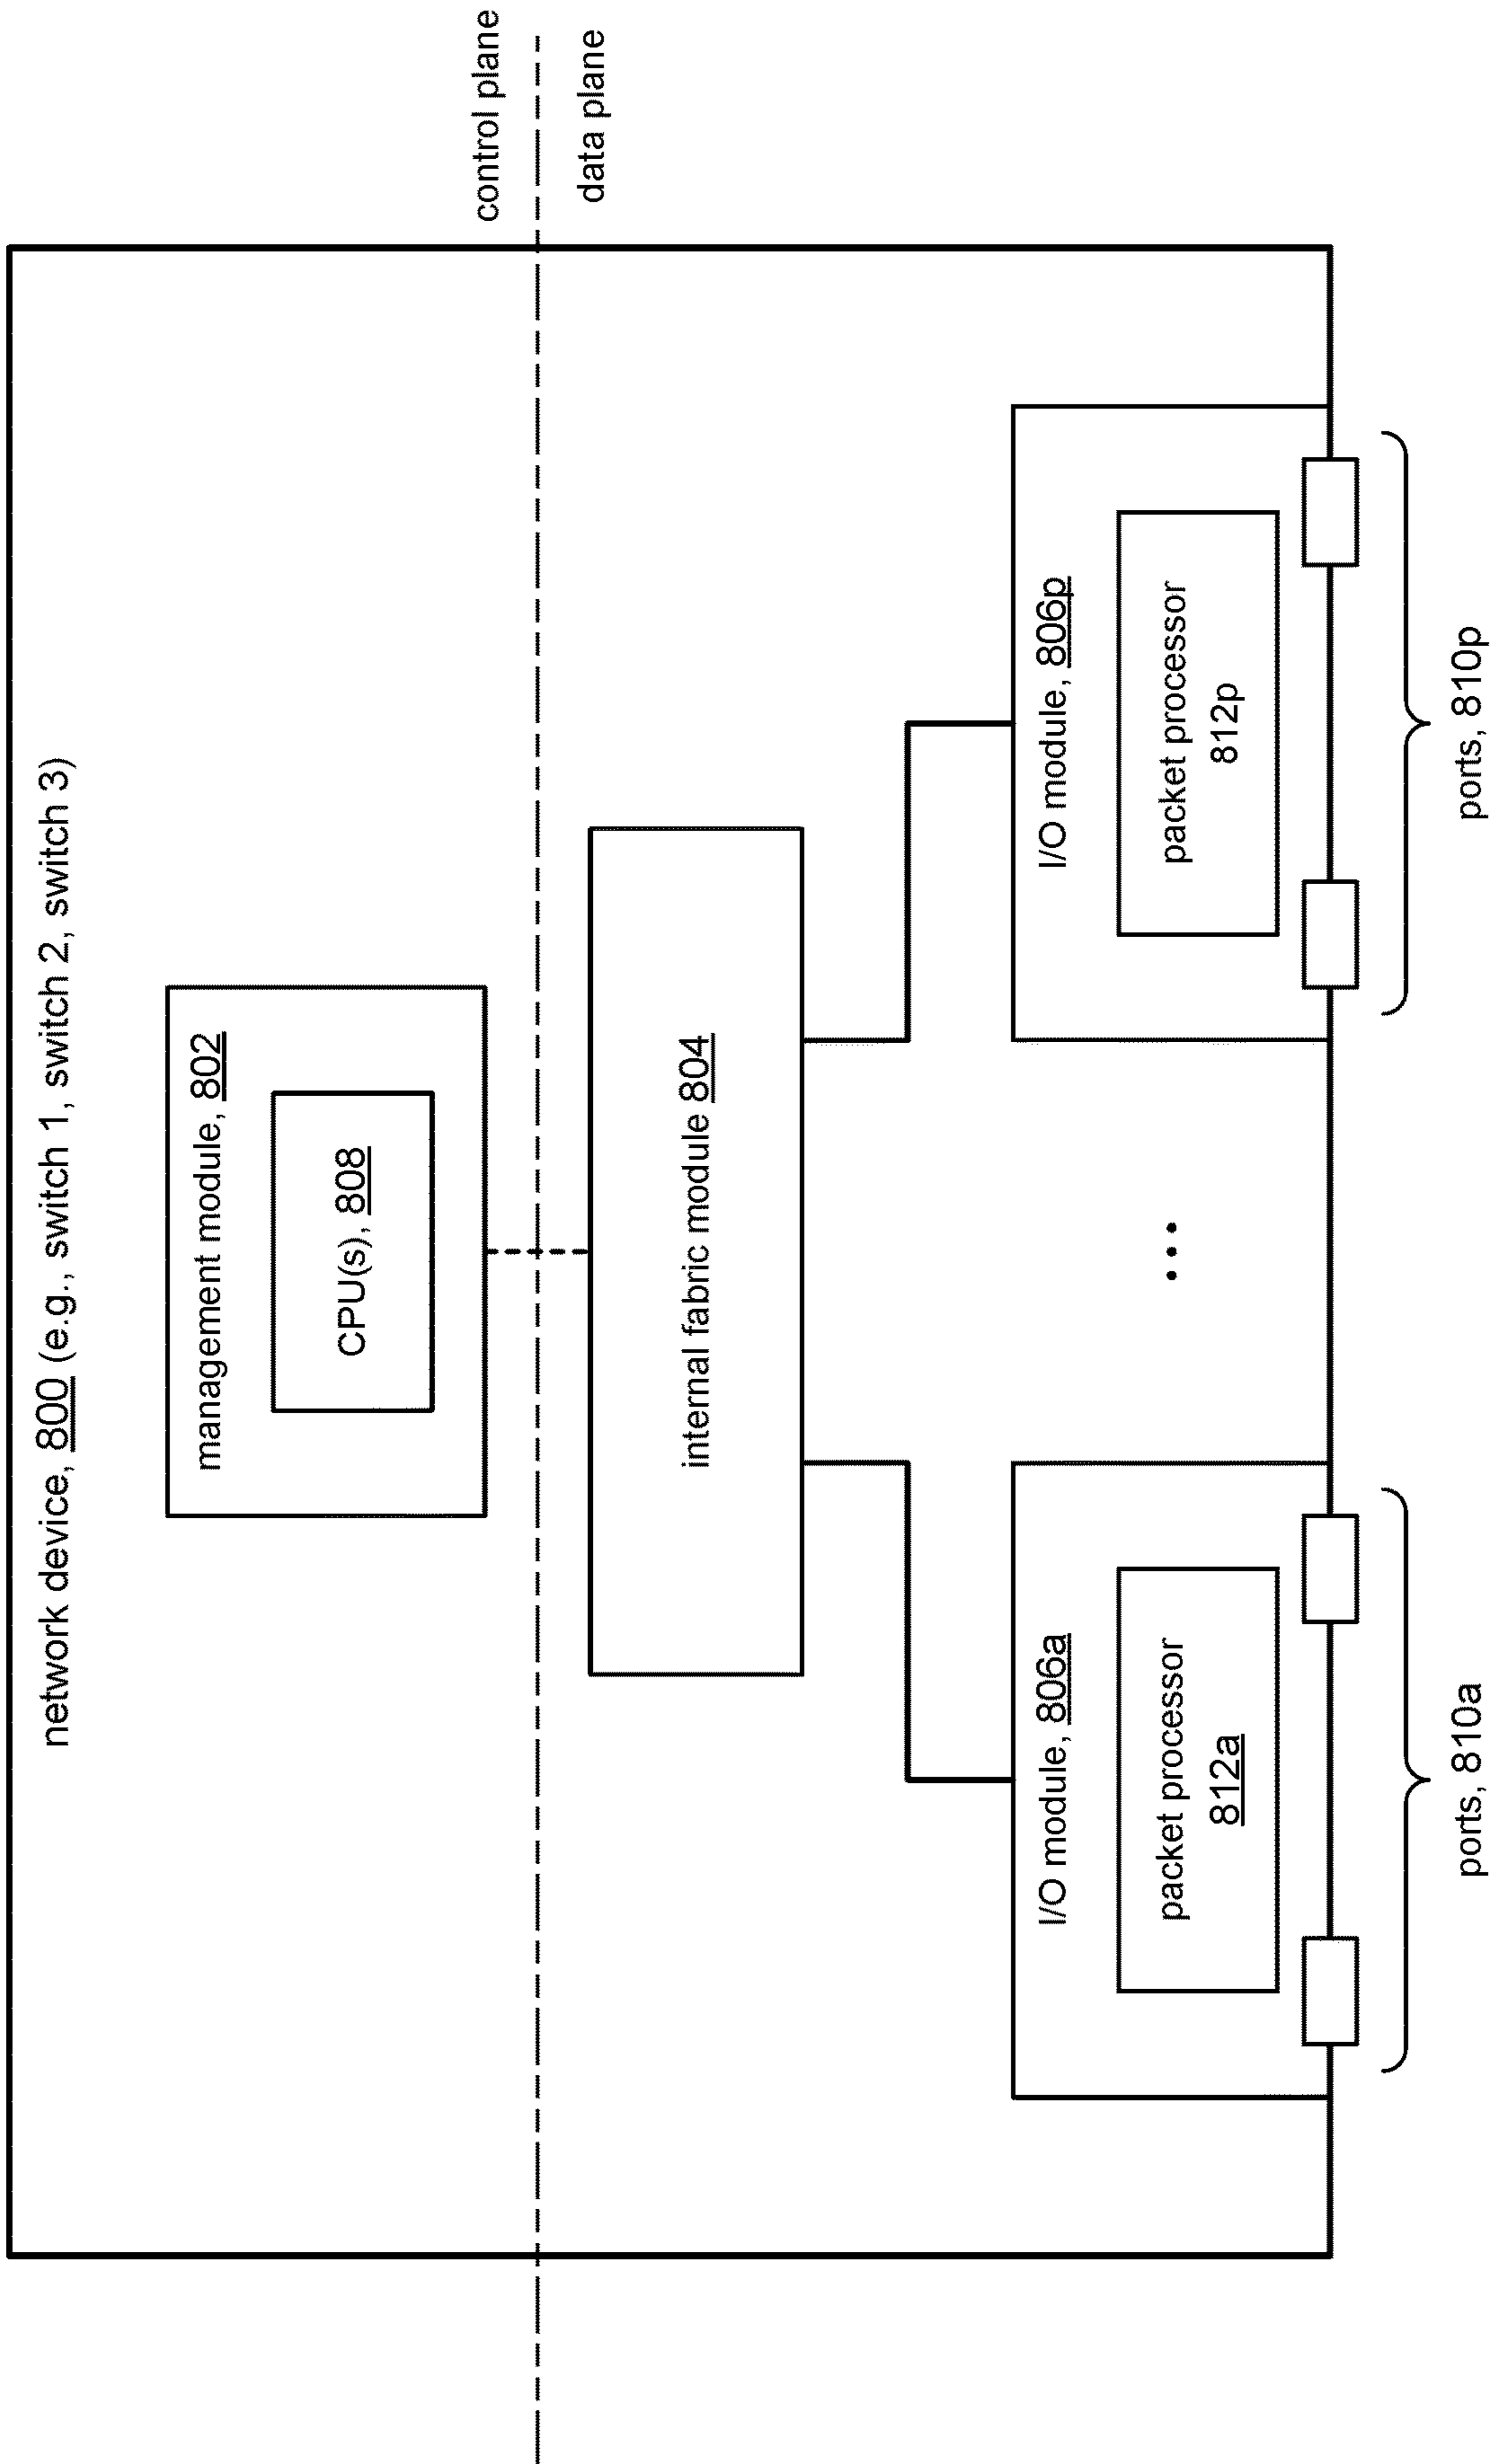 network device, 800 (e.g., switch 1, switch 2, switch 3)
management module, 802
CPU(s), 808
control plane
data plane
internal fabric module 804
I/O module, 806a
packet processor
812a
I/O module, 806p
packet processor
812p
...
ports, 810a
ports, 810p